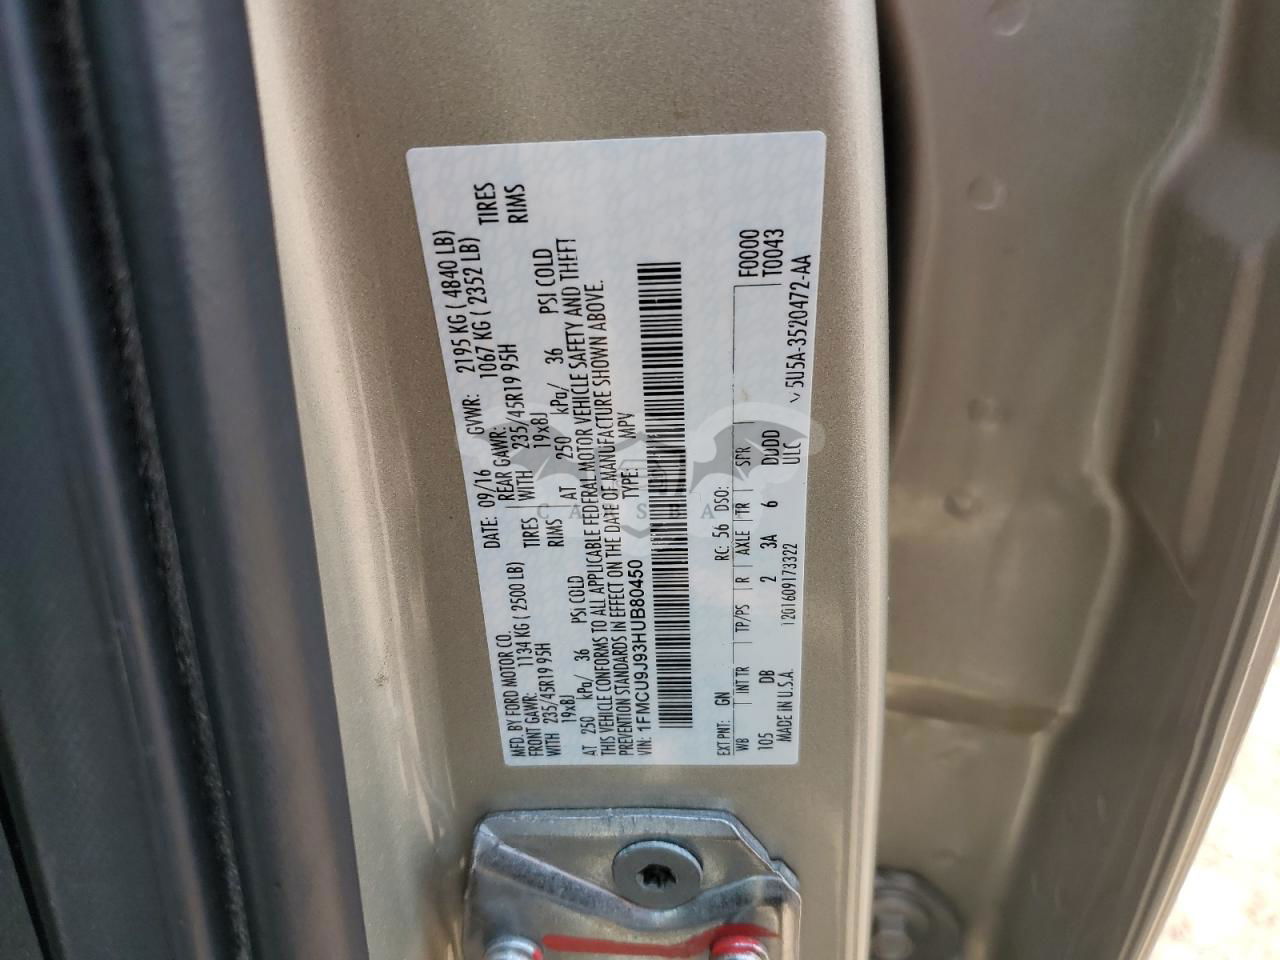 MFD. BY FORD MOTOR CO. DATE: 09/16 GVWR: 2195 KG ( 4840 LB)
FRONT GAWR: 1134 KG ( 2500 LB) REAR GAWR: 1067 KG ( 2352 LB)
WITH 235/45R19 95H TIRES WITH 235/45R19 95H TIRES
19x8J RIMS 19x8J RIMS
AT 250 kPa/ 36 PSI COLD AT 250 kPa/ 36 PSI COLD
THIS VEHICLE CONFORMS TO ALL APPLICABLE FEDERAL MOTOR VEHICLE SAFETY AND THEFT
PREVENTION STANDARDS IN EFFECT ON THE DATE OF MANUFACTURE SHOWN ABOVE.
VIN: 1FMCU9J93HUB80450 TYPE: MPV
EXT PNT: GN RC: 56 DSO: F0000
WB INT TR TP/PS R AXLE TR SPR T0043
105 DB 2 3A 6 DUDD
MADE IN U.S.A. 1201609173322 ULC
5U5A-3520472-AA
CASBA